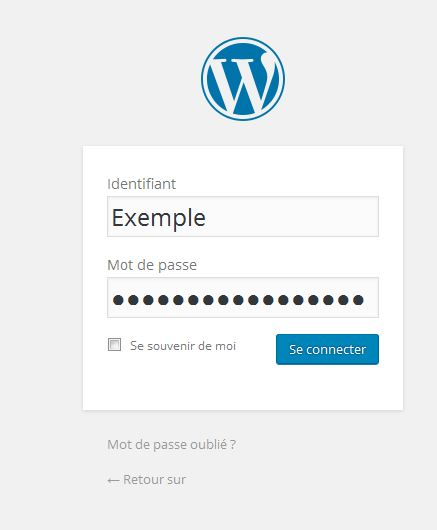 Identifiant
Exemple
Mot de passe
●●●●●●●●●●●●●●●●●
Se souvenir de moi
Se connecter
Mot de passe oublié ?
← Retour sur